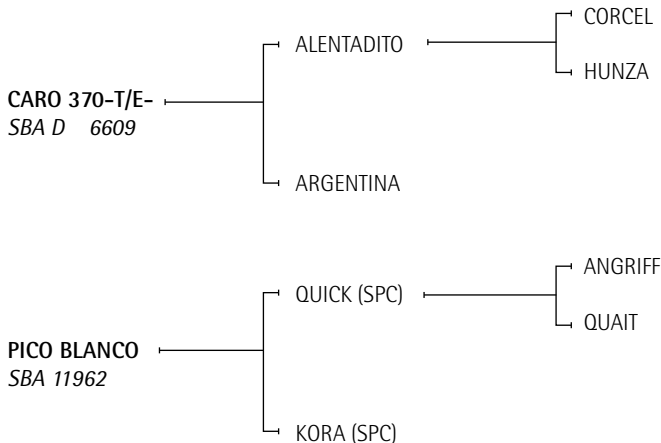 CORCEL
ALENTADITO
HUNZA
CARO 370-T/E-
SBA D 6609
ARGENTINA
ANGRIFF
QUICK (SPC)
QUAIT
PICO BLANCO
SBA 11962
KORA (SPC)